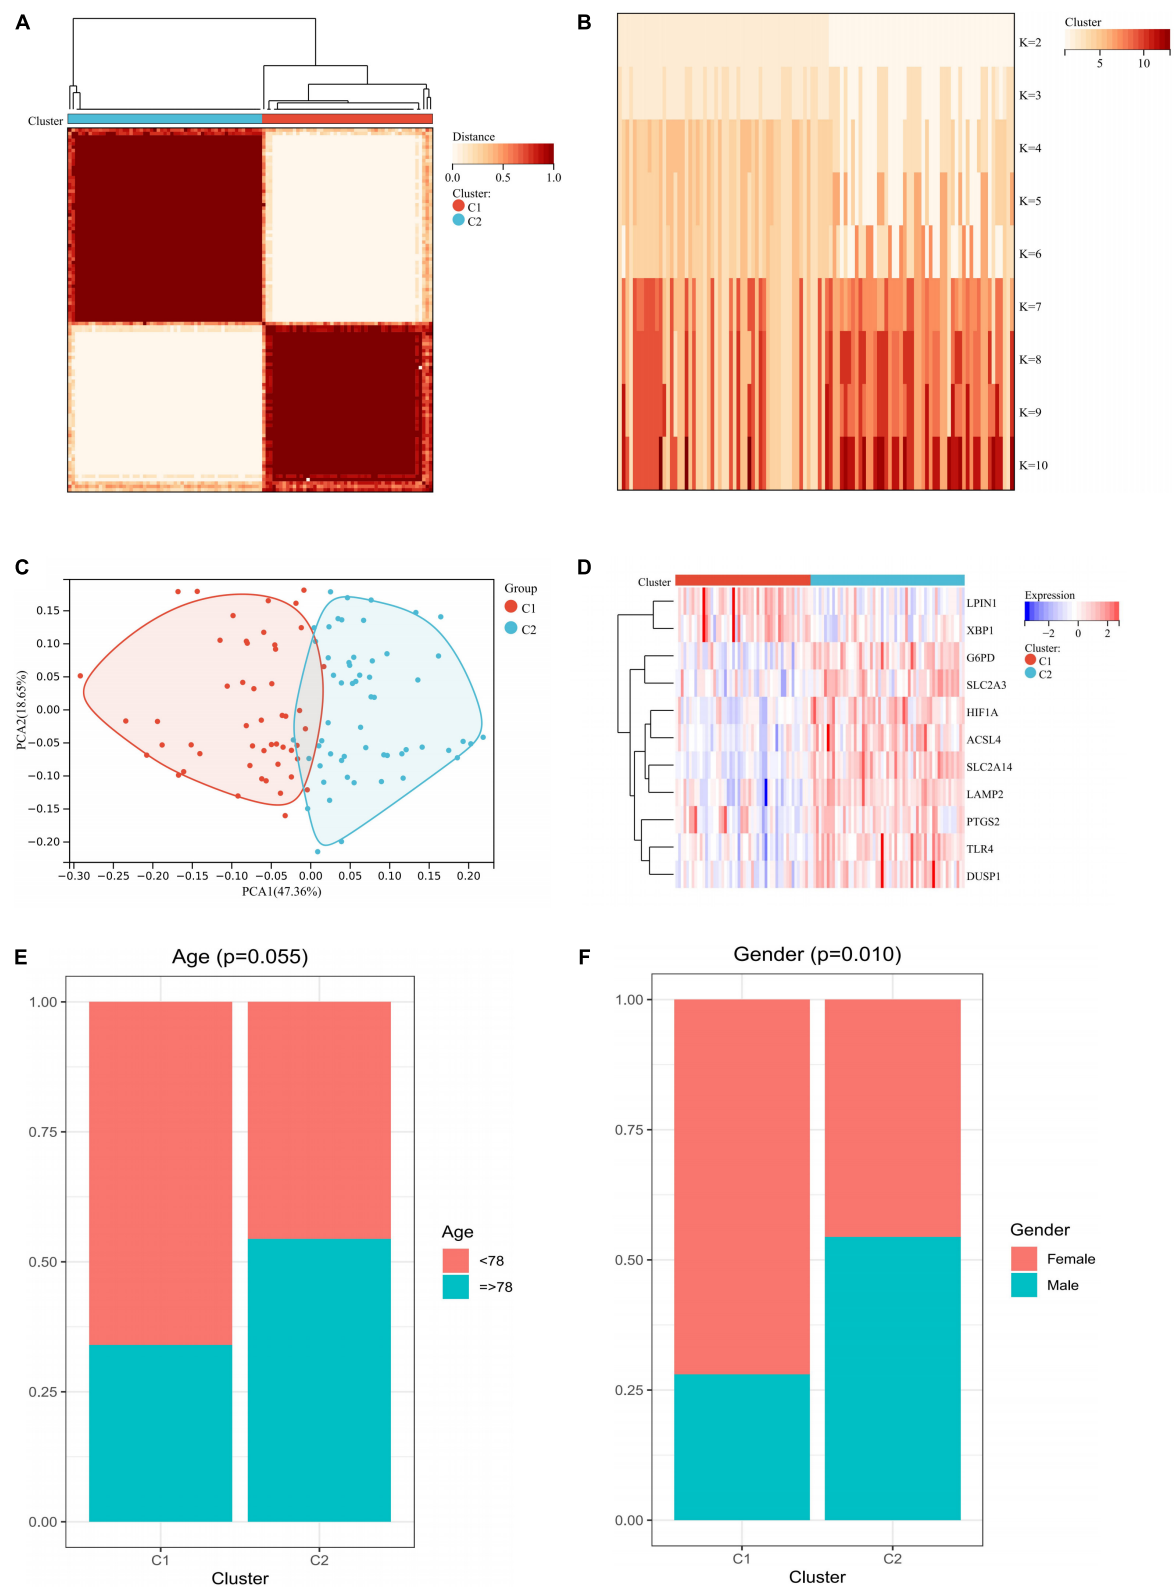 A
Cluster
Distance
0.0 0.5 1.0
Cluster:
C1
C2
B
K=2
K=3
K=4
K=5
K=6
K=7
K=8
K=9
K=10
Cluster
5 10
C
PCA2(18.65%)
0.15
0.10
0.05
0.00
−0.05
−0.10
−0.15
−0.20
−0.30 −0.25 −0.20 −0.15 −0.10 −0.05 0.00 0.05 0.10 0.15 0.20
PCA1(47.36%)
Group
C1
C2
D
Cluster
LPIN1
XBP1
G6PD
SLC2A3
HIF1A
ACSL4
SLC2A14
LAMP2
PTGS2
TLR4
DUSP1
Expression
−2 0 2
Cluster:
C1
C2
E
Age (p=0.055)
1.00
0.75
0.50
0.25
0.00
C1 C2
Cluster
Age
<78
=>78
F
Gender (p=0.010)
1.00
0.75
0.50
0.25
0.00
C1 C2
Cluster
Gender
Female
Male